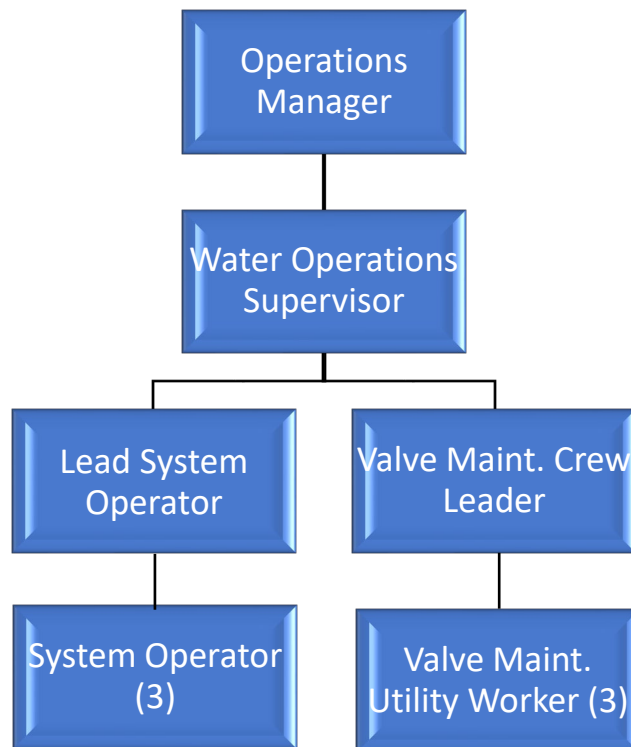 Operations
Manager
Water Operations
Supervisor
Lead System
Operator
Valve Maint. Crew
Leader
System Operator
(3)
Valve Maint.
Utility Worker (3)